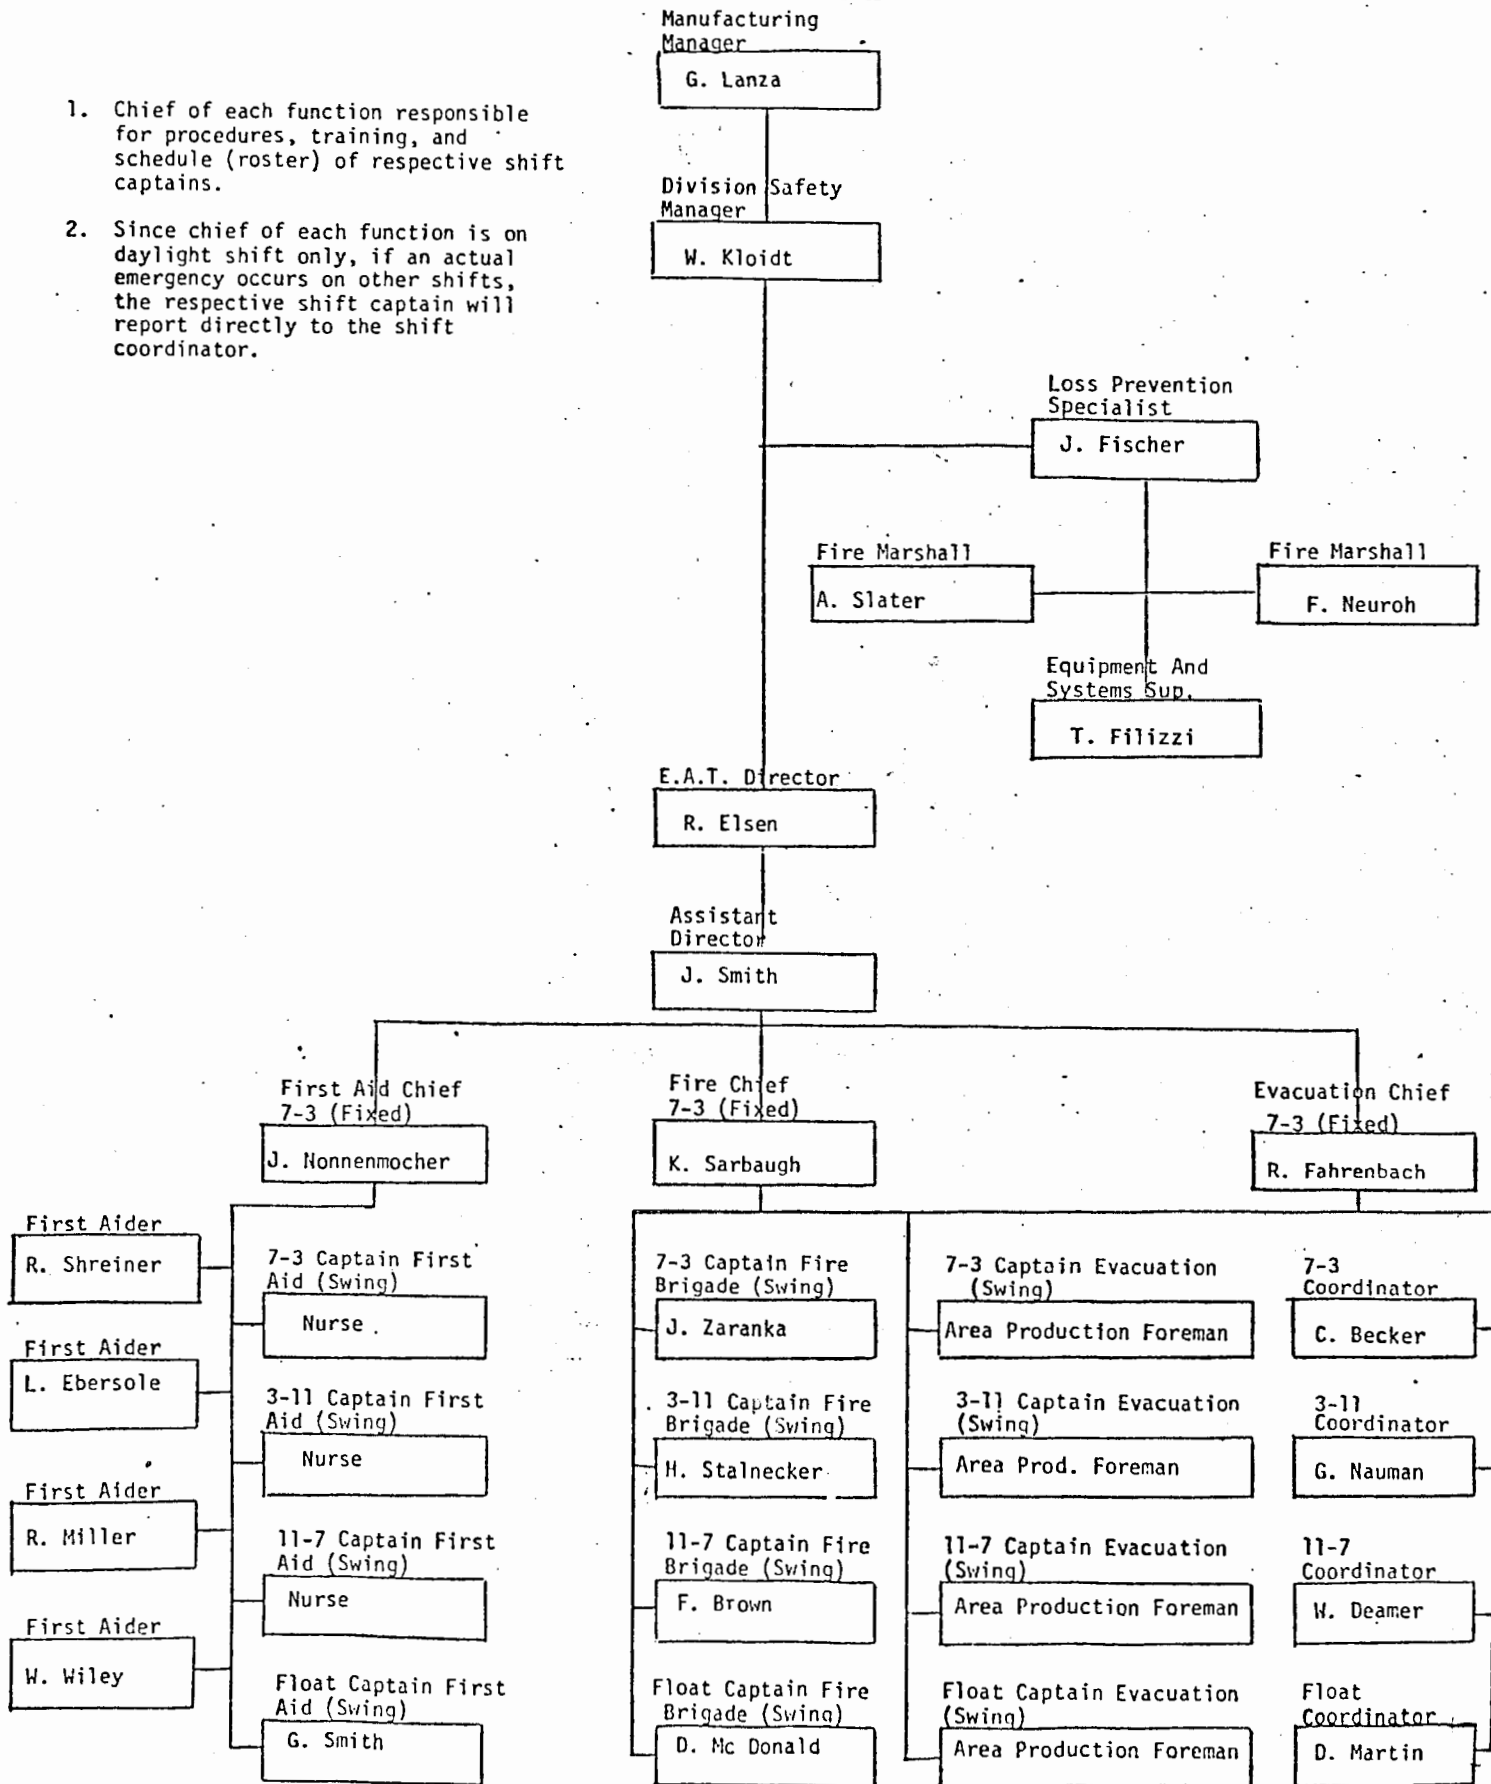 Manufacturing
Manager
G. Lanza
1. Chief of each function responsible
for procedures, training, and
schedule (roster) of respective shift
captains.
2. Since chief of each function is on
daylight shift only, if an actual
emergency occurs on other shifts,
the respective shift captain will
report directly to the shift
coordinator.
Division Safety
Manager
W. Kloidt
Loss Prevention
Specialist
J. Fischer
Fire Marshall
A. Slater
Fire Marshall
F. Neuroh
Equipment And
Systems Sup.
T. Filizzi
E.A.T. Director
R. Elsen
Assistant
Director
J. Smith
First Aid Chief
7-3 (Fixed)
J. Nonnenmocher
Fire Chief
7-3 (Fixed)
K. Sarbaugh
Evacuation Chief
7-3 (Fixed)
R. Fahrenbach
First Aider
R. Shreiner
First Aider
L. Ebersole
First Aider
R. Miller
First Aider
W. Wiley
7-3 Captain First
Aid (Swing)
Nurse
3-11 Captain First
Aid (Swing)
Nurse
11-7 Captain First
Aid (Swing)
Nurse
Float Captain First
Aid (Swing)
G. Smith
7-3 Captain Fire
Brigade (Swing)
J. Zaranka
3-11 Captain Fire
Brigade (Swing)
H. Stalnecker
11-7 Captain Fire
Brigade (Swing)
F. Brown
Float Captain Fire
Brigade (Swing)
D. Mc Donald
7-3 Captain Evacuation
(Swing)
Area Production Foreman
3-11 Captain Evacuation
(Swing)
Area Prod. Foreman
11-7 Captain Evacuation
(Swing)
Area Production Foreman
Float Captain Evacuation
(Swing)
Area Production Foreman
7-3
Coordinator
C. Becker
3-11
Coordinator
G. Nauman
11-7
Coordinator
W. Deamer
Float
Coordinator
D. Martin